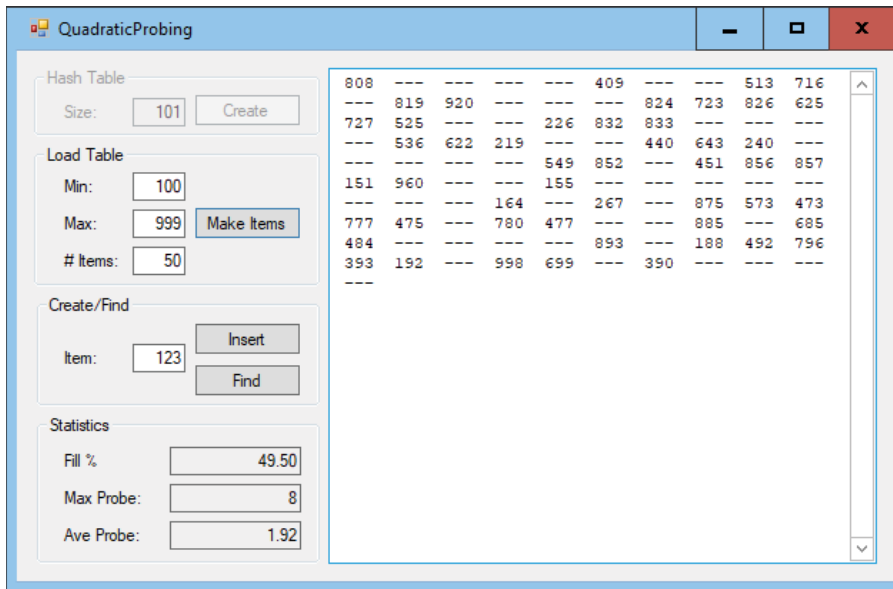 QuadraticProbing
Hash Table
Size: 101 Create
Load Table
Min: 100
Max: 999 Make Items
# Items: 50
Create/Find
Insert
Item: 123
Find
Statistics
Fill % 49.50
Max Probe: 8
Ave Probe: 1.92
808 --- --- --- --- 409 --- --- 513 716
--- 819 920 --- --- --- 824 723 826 625
727 525 --- --- 226 832 833 --- --- ---
--- 536 622 219 --- --- 440 643 240 ---
--- --- --- --- 549 852 --- 451 856 857
151 960 --- --- 155 --- --- --- --- ---
--- --- --- 164 --- 267 --- 875 573 473
777 475 --- 780 477 --- --- 885 --- 685
484 --- --- --- --- 893 --- 188 492 796
393 192 --- 998 699 --- 390 --- --- ---
---